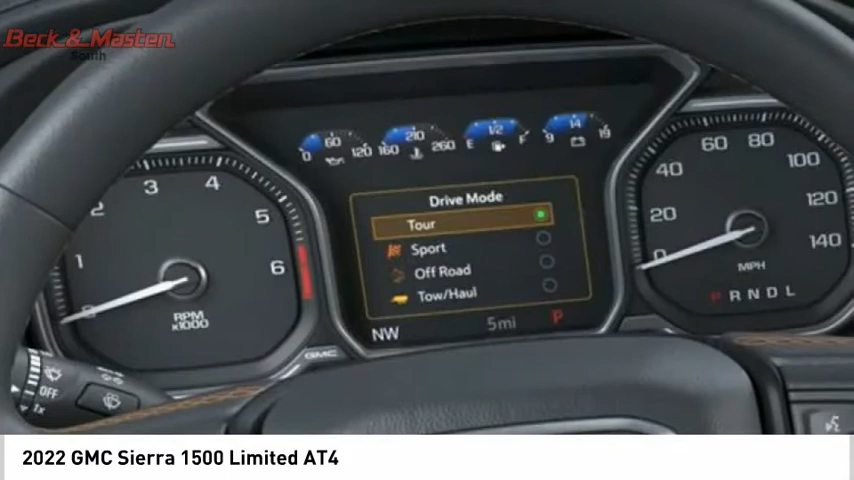 Beck & Masten
South
60
0 120
210
160 260
1/2
E F
14
9 19
Drive Mode
Tour
Sport
Off Road
Tow/Haul
NW 5mi P
0 1 2 3 4 5 6
RPM
x1000
0 20 40 60 80 100 120 140
MPH
P R N D L
GMC
OFF
1x
2022 GMC Sierra 1500 Limited AT4